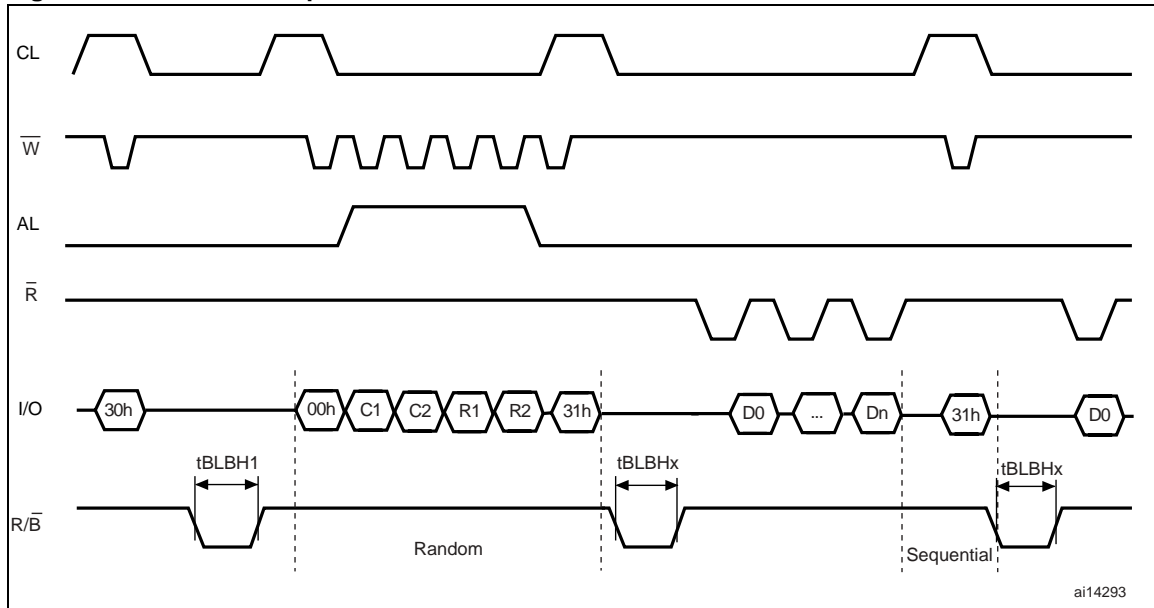 CL
W
AL
R
I/O 30h 00h C1 C2 R1 R2 31h D0 ... Dn 31h D0
tBLBH1 tBLBHx tBLBHx
R/B
Random Sequential
ai14293